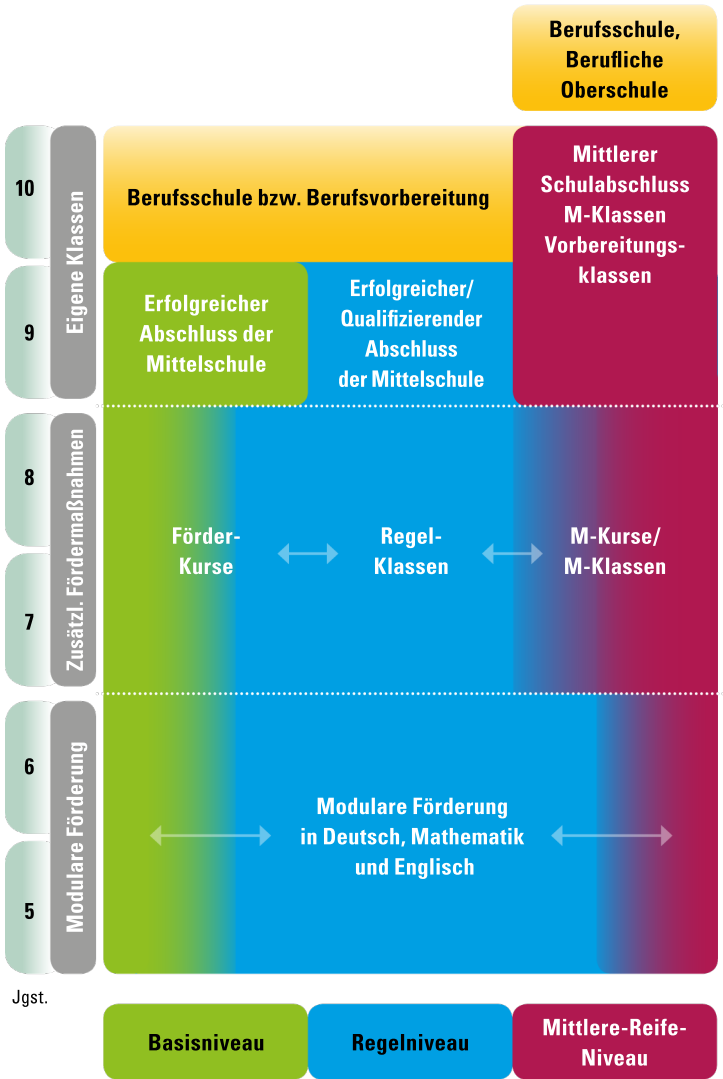 Berufsschule,
Berufliche
Oberschule
10
Eigene Klassen
Berufsschule bzw. Berufsvorbereitung
Mittlerer
Schulabschluss
M-Klassen
Vorbereitungs-
klassen
9
Erfolgreicher
Abschluss der
Mittelschule
Erfolgreicher/
Qualifizierender
Abschluss
der Mittelschule
8
Zusätzl. Fördermaßnahmen
7
Förder-
Kurse
Regel-
Klassen
M-Kurse/
M-Klassen
6
Modulare Förderung
5
Modulare Förderung
in Deutsch, Mathematik
und Englisch
Jgst.
Basisniveau
Regelniveau
Mittlere-Reife-
Niveau